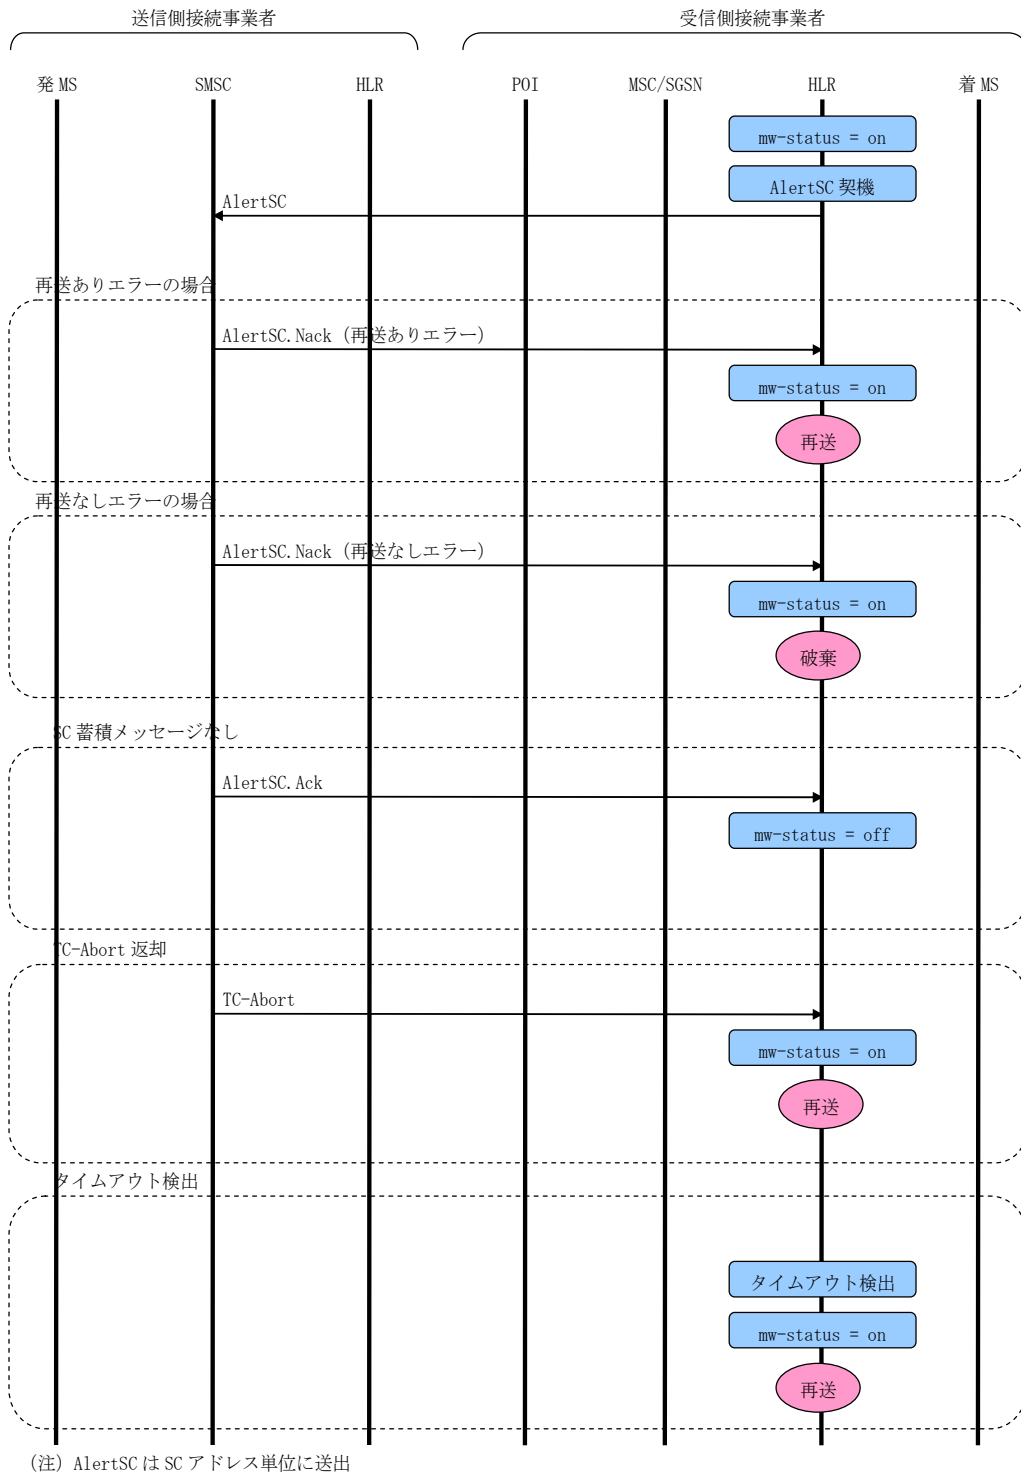 送信側接続事業者 受信側接続事業者
発 MS SMSC HLR POI MSC/SGSN HLR 着 MS
mw-status = on
AlertSC 契機
AlertSC
再送ありエラーの場合
AlertSC.Nack（再送ありエラー）
mw-status = on
再送
再送なしエラーの場合
AlertSC.Nack（再送なしエラー）
mw-status = on
破棄
SC 蓄積メッセージなし
AlertSC.Ack
mw-status = off
TC-Abort 返却
TC-Abort
mw-status = on
再送
タイムアウト検出
タイムアウト検出
mw-status = on
再送
（注）AlertSC は SC アドレス単位に送出